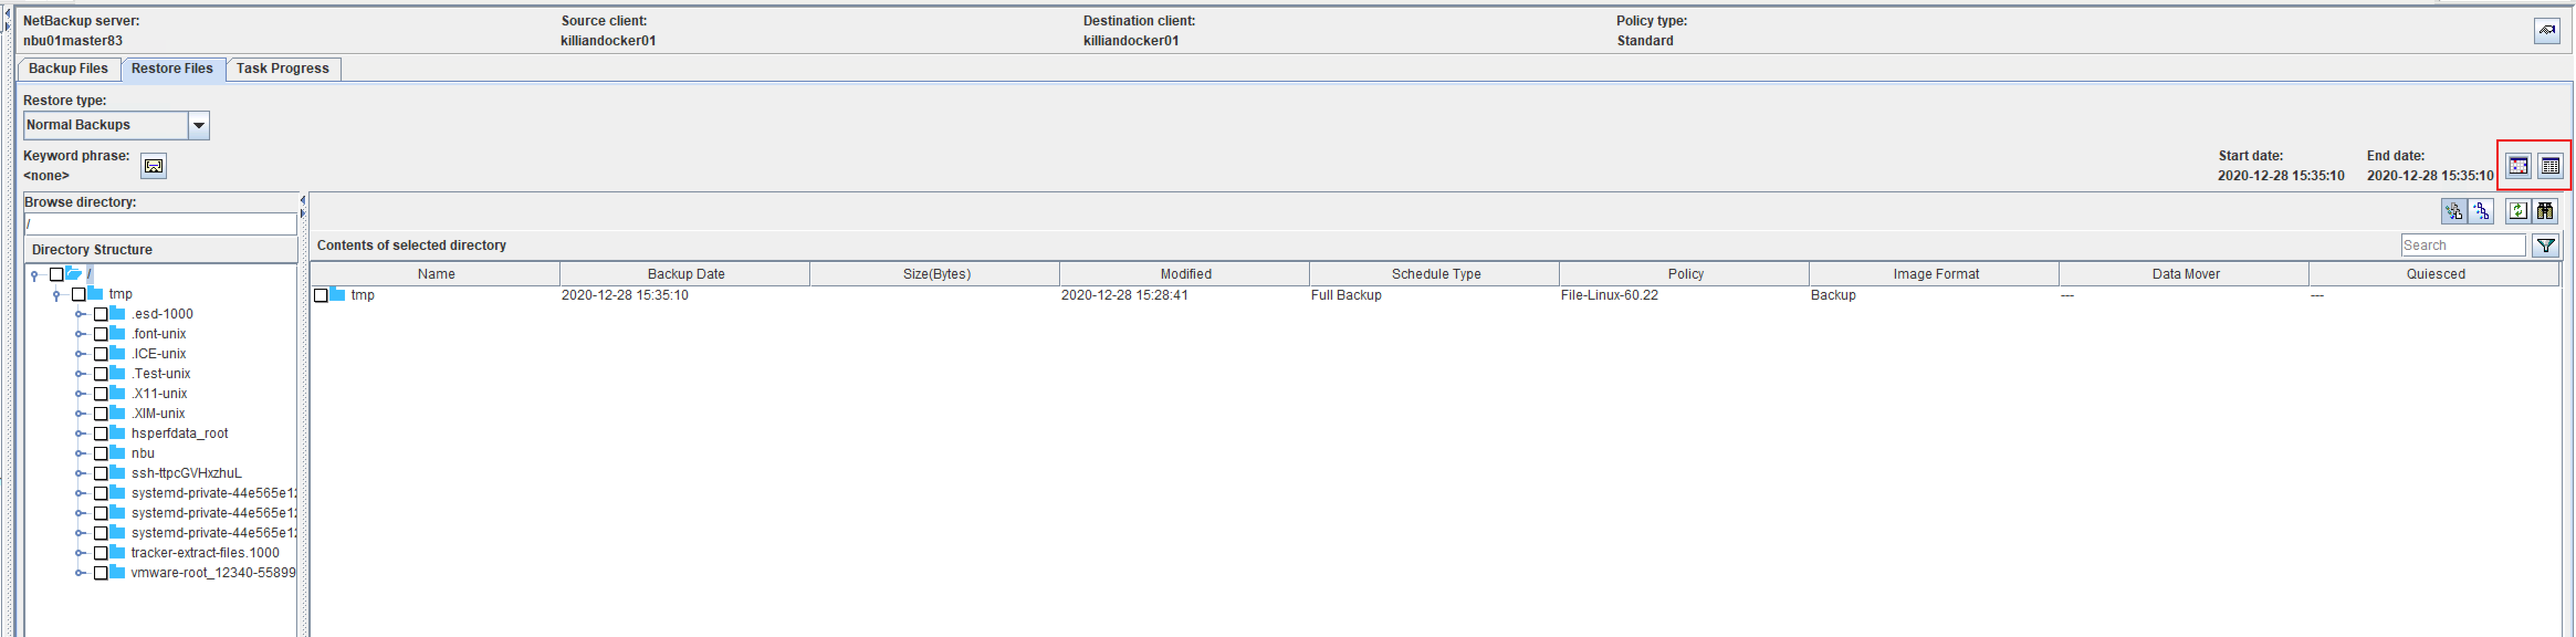 NetBackup server: Source client: Destination client: Policy type:
nbu01master83 killiandocker01 killiandocker01 Standard
Backup Files Restore Files Task Progress
Restore type:
Normal Backups
Keyword phrase: Start date: End date:
<none> 2020-12-28 15:35:10 2020-12-28 15:35:10
Browse directory:
/
Directory Structure Contents of selected directory Search
Name Backup Date Size(Bytes) Modified Schedule Type Policy Image Format Data Mover Quiesced
/
tmp 2020-12-28 15:35:10 2020-12-28 15:28:41 Full Backup File-Linux-60.22 Backup --- ---
tmp
.esd-1000
.font-unix
.ICE-unix
.Test-unix
.X11-unix
.XIM-unix
hsperfdata_root
nbu
ssh-ttpcGVHxzhuL
systemd-private-44e565e12
systemd-private-44e565e12
systemd-private-44e565e12
tracker-extract-files.1000
vmware-root_12340-55899